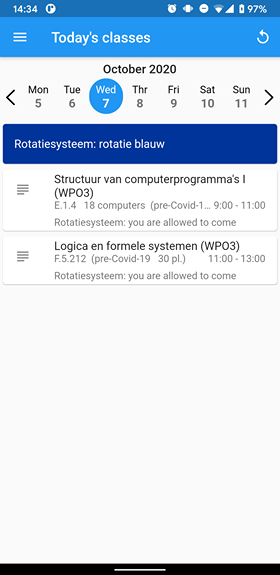 14:34
97%
Today's classes
October 2020
Mon Tue Wed Thu Fri Sat Sun
5 6 7 8 9 10 11
Rotatiesysteem: rotatie blauw
Structuur van computerprogramma's I
(WPO3)
E.1.4 18 computers (pre-Covid-1... 9:00 - 11:00
Rotatiesysteem: you are allowed to come
Logica en formele systemen (WPO3)
F.5.212 (pre-Covid-19 30 pl.) 11:00 - 13:00
Rotatiesysteem: you are allowed to come